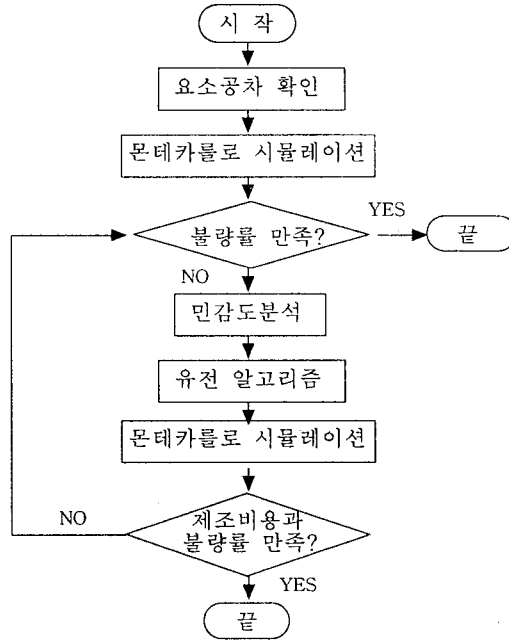 시 작
요소공차 확인
몬테카를로 시뮬레이션
불량률 만족?
YES
끝
NO
민감도분석
유전 알고리즘
몬테카를로 시뮬레이션
제조비용과
불량률 만족?
NO
YES
끝